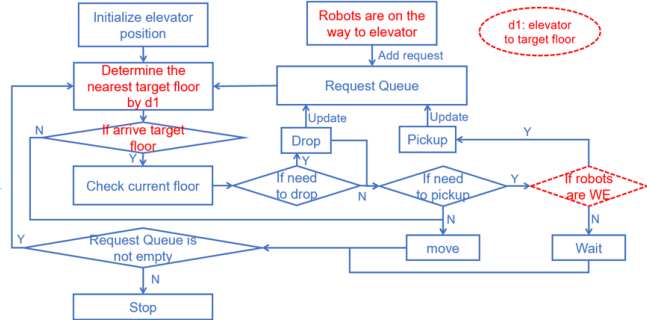 Initialize elevator
position
Robots are on the
way to elevator
d1: elevator
to target floor
Add request
Determine the
nearest target floor
by d1
Request Queue
N
If arrive target
floor
Update
Update
Drop
Pickup
Y
Y
Y
Check current floor
If need
to drop
N
If need
to pickup
Y
If robots
are WE
N
N
Y
Request Queue is
not empty
move
Wait
N
Stop